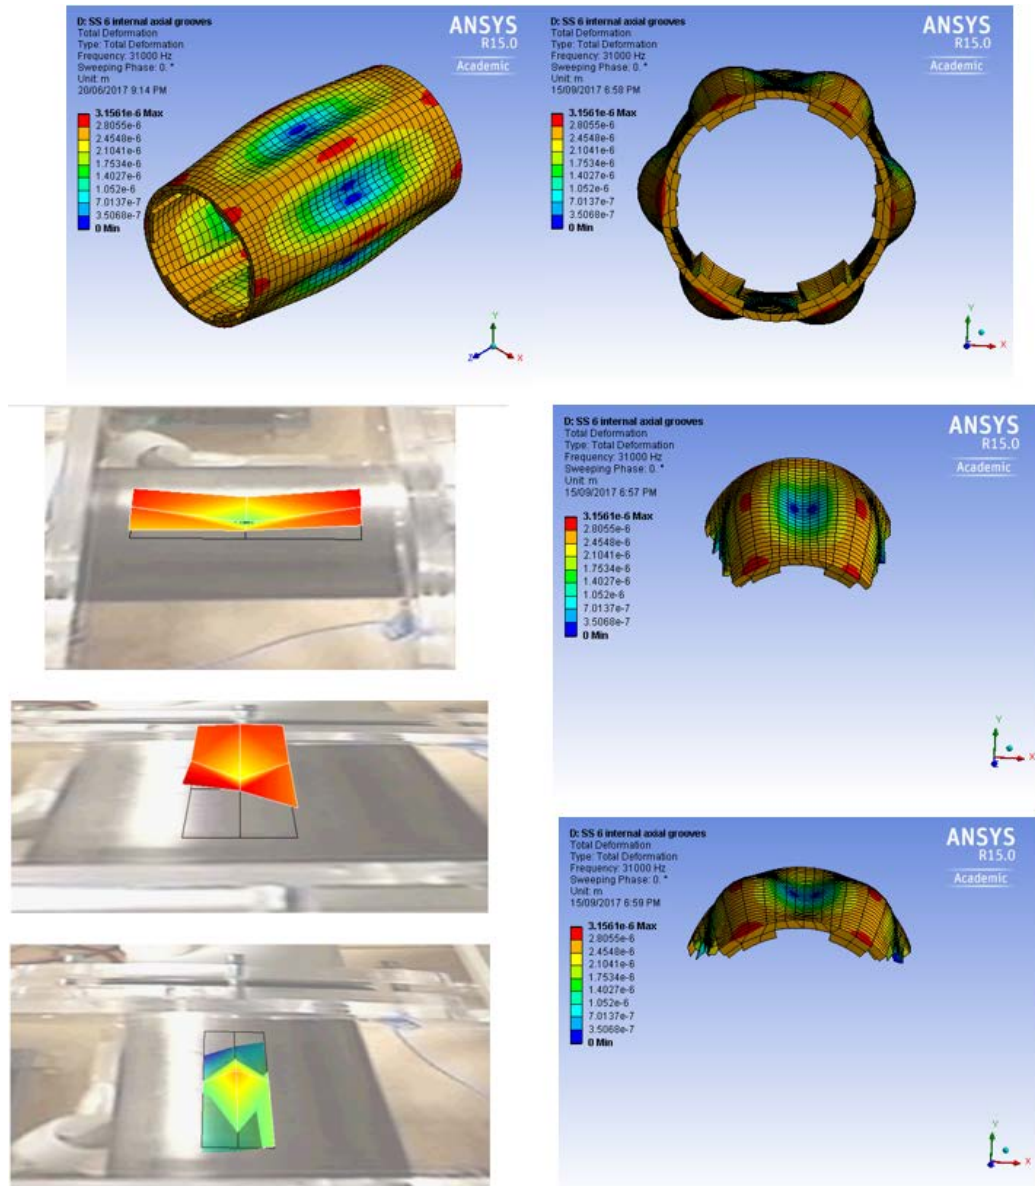 D: SS 6 internal axial grooves
Total Deformation
Type: Total Deformation
Frequency: 31000 Hz
Sweeping Phase: 0. °
Unit: m
20/06/2017 9:14 PM
3.1561e-6 Max
2.8055e-6
2.4548e-6
2.1041e-6
1.7534e-6
1.4027e-6
1.052e-6
7.0137e-7
3.5068e-7
0 Min
ANSYS
R15.0
Academic
Y
Z
X
D: SS 6 internal axial grooves
Total Deformation
Type: Total Deformation
Frequency: 31000 Hz
Sweeping Phase: 0. °
Unit: m
15/09/2017 6:58 PM
3.1561e-6 Max
2.8055e-6
2.4548e-6
2.1041e-6
1.7534e-6
1.4027e-6
1.052e-6
7.0137e-7
3.5068e-7
0 Min
ANSYS
R15.0
Academic
Y
X
D: SS 6 internal axial grooves
Total Deformation
Type: Total Deformation
Frequency: 31000 Hz
Sweeping Phase: 0. °
Unit: m
15/09/2017 6:57 PM
3.1561e-6 Max
2.8055e-6
2.4548e-6
2.1041e-6
1.7534e-6
1.4027e-6
1.052e-6
7.0137e-7
3.5068e-7
0 Min
ANSYS
R15.0
Academic
Y
X
D: SS 6 internal axial grooves
Total Deformation
Type: Total Deformation
Frequency: 31000 Hz
Sweeping Phase: 0. °
Unit: m
15/09/2017 6:59 PM
3.1561e-6 Max
2.8055e-6
2.4548e-6
2.1041e-6
1.7534e-6
1.4027e-6
1.052e-6
7.0137e-7
3.5068e-7
0 Min
ANSYS
R15.0
Academic
Y
X